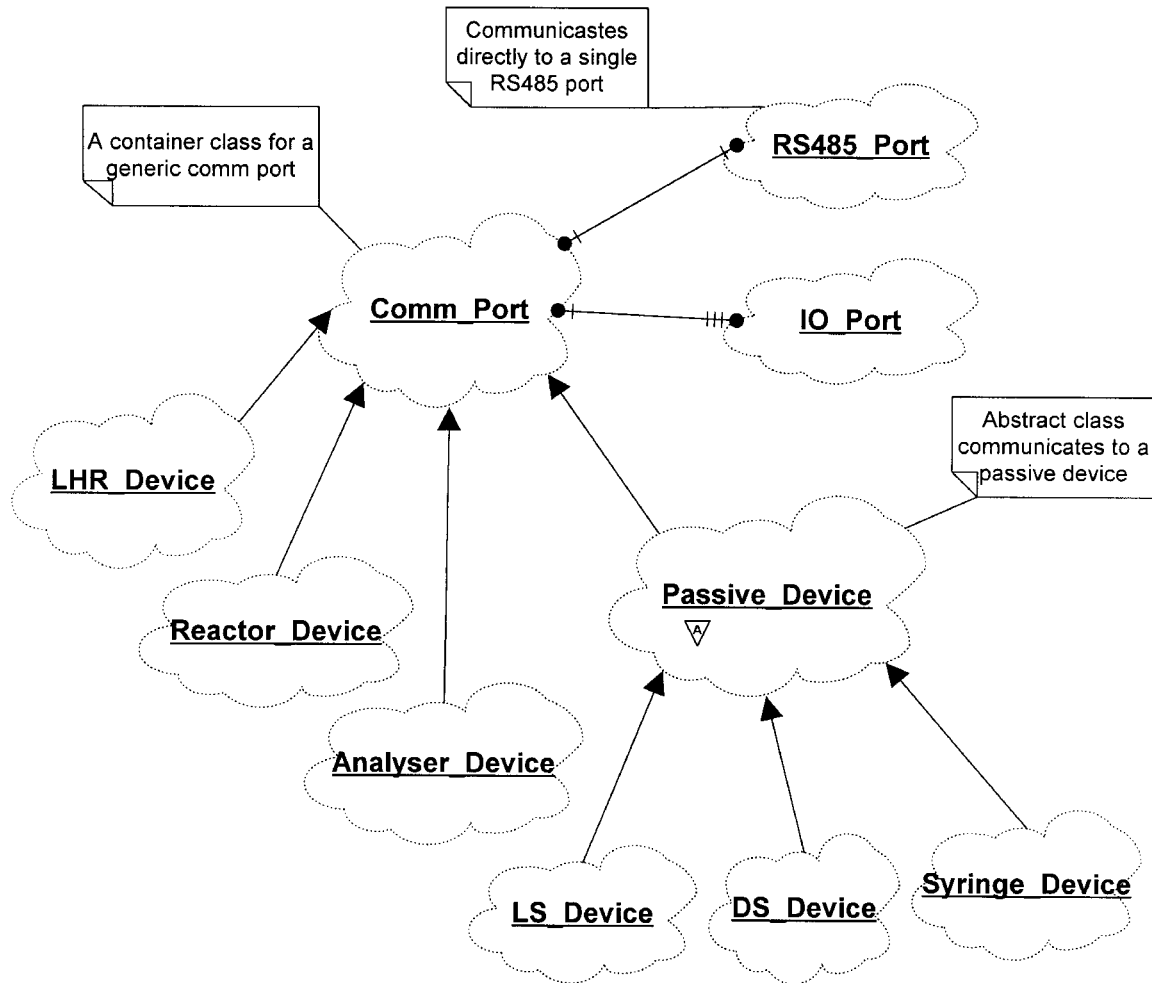 Communicastes
directly to a single
RS485 port
A container class for a
generic comm port
RS485_Port
Comm_Port
IO_Port
Abstract class
communicates to a
passive device
LHR_Device
Passive_Device
A
Reactor_Device
Analyser_Device
Syringe_Device
LS_Device
DS_Device